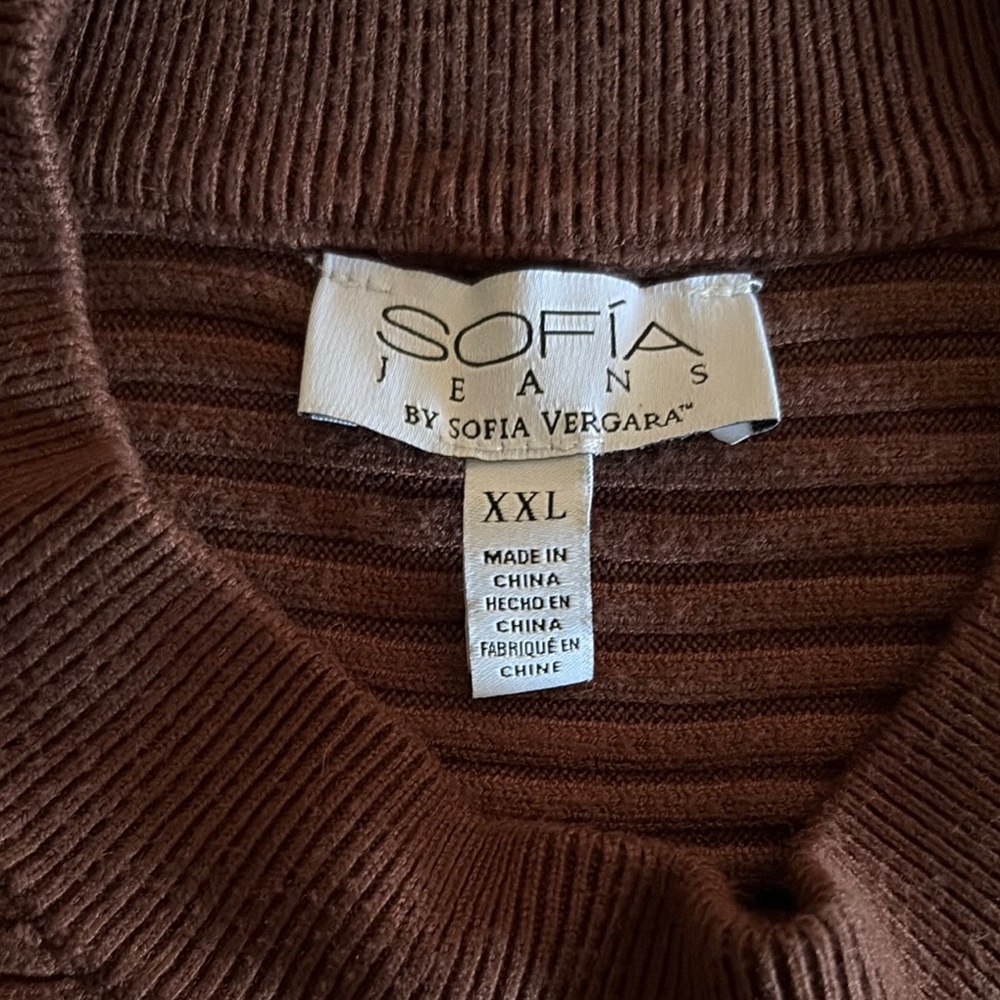 SOFÍA
JEANS
BY SOFIA VERGARA™
XXL
MADE IN
CHINA
HECHO EN
CHINA
FABRIQUÉ EN
CHINE